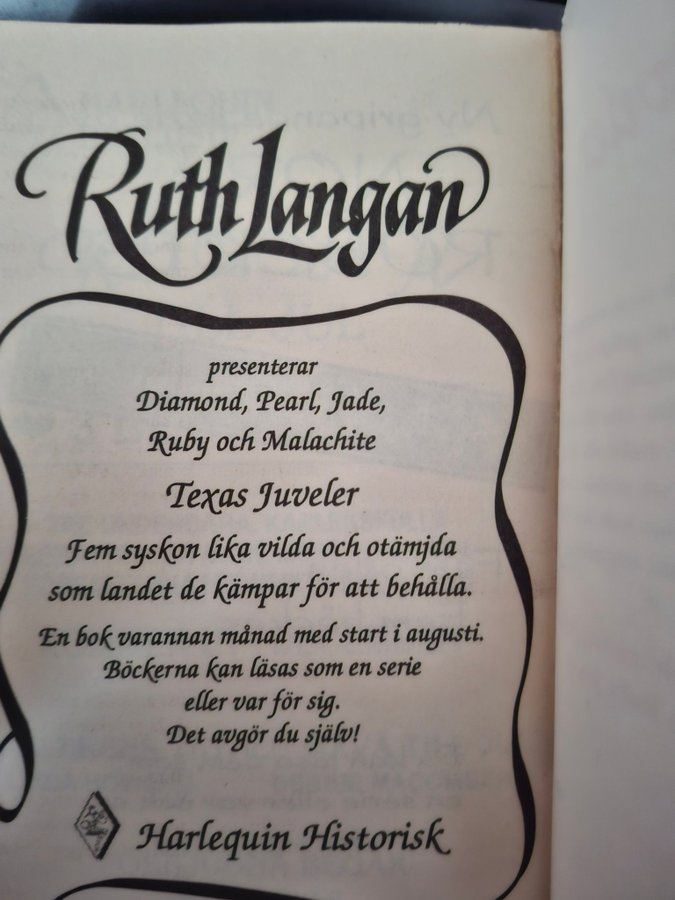 Ruth Langan
presenterar
Diamond, Pearl, Jade,
Ruby och Malachite
Texas Juveler
Fem syskon lika vilda och otämjda
som landet de kämpar för att behålla.
En bok varannan månad med start i augusti.
Böckerna kan läsas som en serie
eller var för sig.
Det avgör du själv!
Harlequin Historisk